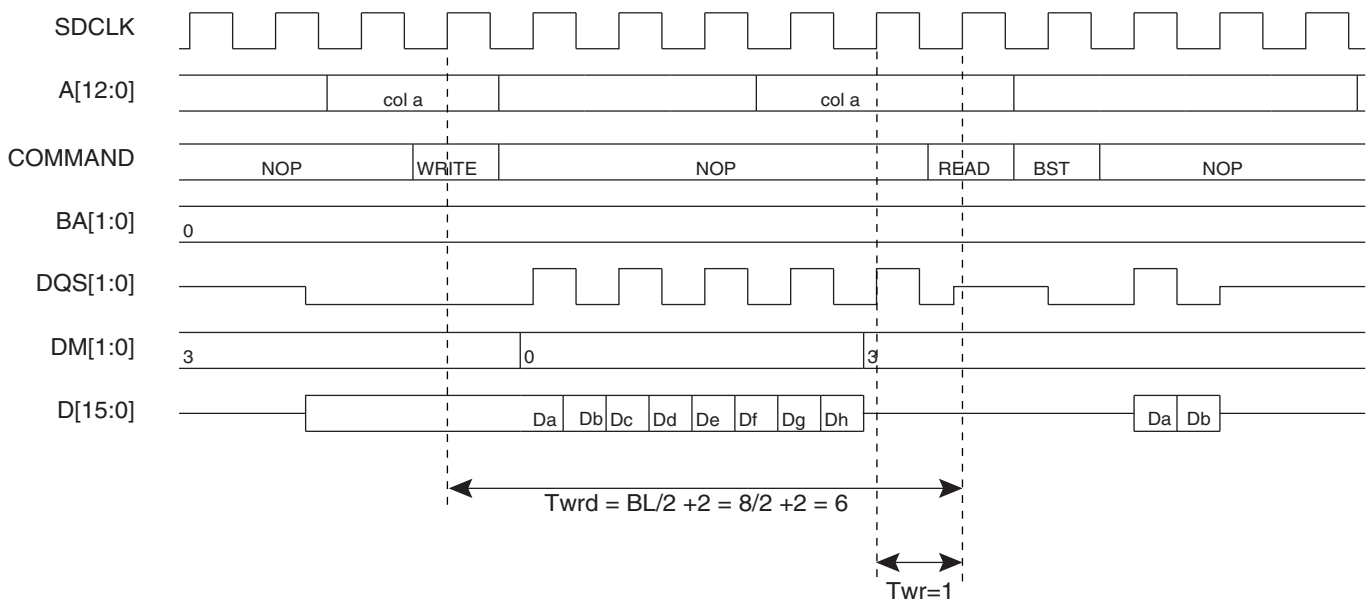 SDCLK
A[12:0]
col a
col a
COMMAND
NOP WRITE NOP READ BST NOP
BA[1:0]
0
DQS[1:0]
DM[1:0]
3 0 3
D[15:0]
Da Db Dc Dd De Df Dg Dh Da Db
Twrd = BL/2 +2 = 8/2 +2 = 6
Twr=1